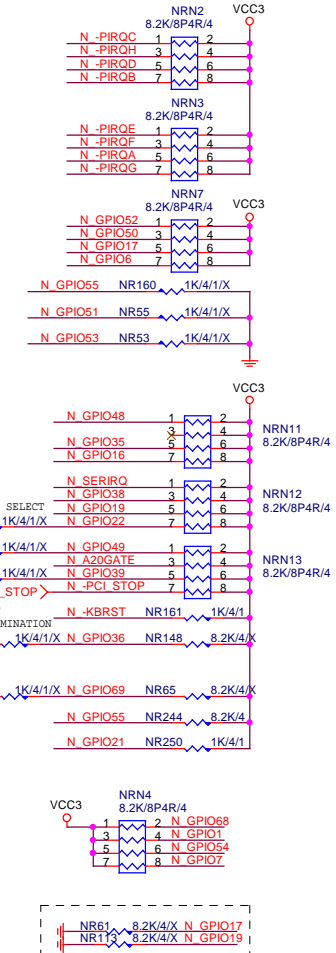 NRN2 VCC3
8.2K/8P4R/4
N_-PIRQC 1 2
N_-PIRQH 3 4
N_-PIRQD 5 6
N_-PIRQB 7 8
NRN3
8.2K/8P4R/4
N_-PIRQE 1 2
N_-PIRQF 3 4
N_-PIRQA 5 6
N_-PIRQG 7 8
NRN7 VCC3
8.2K/8P4R/4
N_GPIO52 1 2
N_GPIO50 3 4
N_GPIO17 5 6
N_GPIO6 7 8
N_GPIO55 NR160 1K/4/1/X
N_GPIO51 NR55 1K/4/1/X
N_GPIO53 NR53 1K/4/1/X
VCC3
N_GPIO48 1 2 NRN11
3 4 8.2K/8P4R/4
N_GPIO35 5 6
N_GPIO16 7 8
N_SERIRQ 1 2 NRN12
N_GPIO38 3 4 8.2K/8P4R/4
SELECT N_GPIO19 5 6
1K/4/1/X N_GPIO22 7 8
1K/4/1/X N_GPIO49 1 2 NRN13
N_A20GATE 3 4 8.2K/8P4R/4
1K/4/1/X N_GPIO39 5 6
_STOP N_-PCI_STOP 7 8
N_-KBRST NR161 1K/4/1
MINATION
1K/4/1/X N_GPIO36 NR148 8.2K/4/X
1K/4/1/X N_GPIO69 NR65 8.2K/4/X
N_GPIO55 NR244 8.2K/4
N_GPIO21 NR250 1K/4/1
NRN4
VCC3 8.2K/8P4R/4
1 2 N_GPIO68
3 4 N_GPIO1
5 6 N_GPIO54
7 8 N_GPIO7
NR61 8.2K/4/X N_GPIO17
NR113 8.2K/4/X N_GPIO19